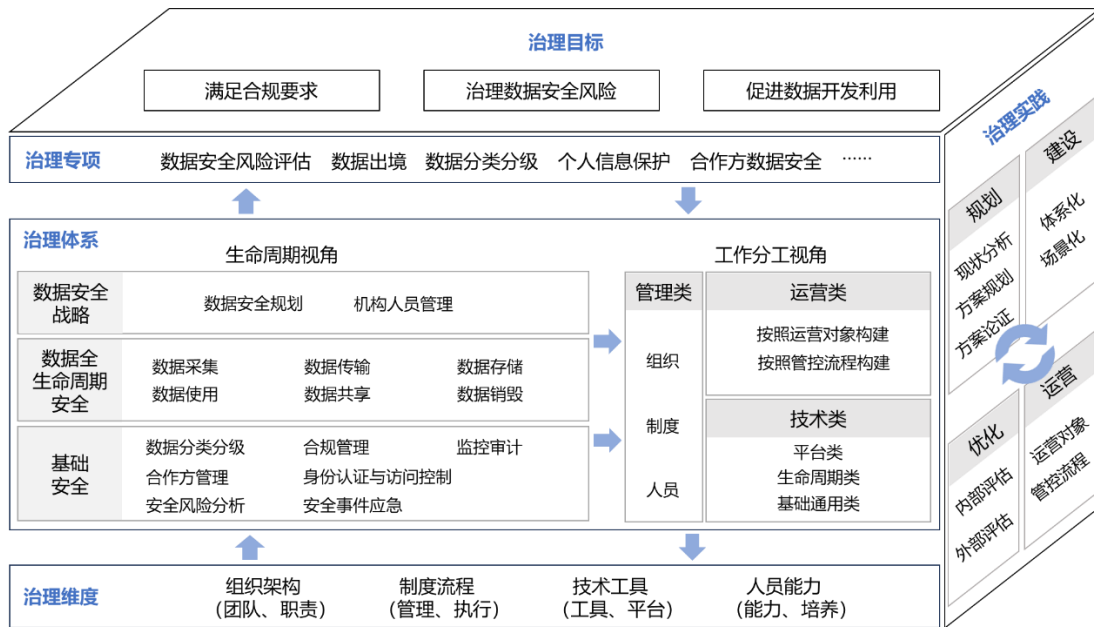 治理目标
满足合规要求 治理数据安全风险 促进数据开发利用
治理专项 数据安全风险评估 数据出境 数据分类分级 个人信息保护 合作方数据安全 ……
治理体系
生命周期视角
数据安全
战略
数据安全规划 机构人员管理
数据全
生命周期
安全
数据采集 数据传输 数据存储
数据使用 数据共享 数据销毁
基础
安全
数据分类分级 合规管理 监控审计
合作方管理 身份认证与访问控制
安全风险分析 安全事件应急
工作分工视角
管理类
组织
制度
人员
运营类
按照运营对象构建
按照管控流程构建
技术类
平台类
生命周期类
基础通用类
治理维度
组织架构
（团队、职责）
制度流程
（管理、执行）
技术工具
（工具、平台）
人员能力
（能力、培养）
治理实践
规划
现状分析
方案规划
方案论证
建设
体系化
场景化
优化
内部评估
外部评估
运营
运营对象
管控流程